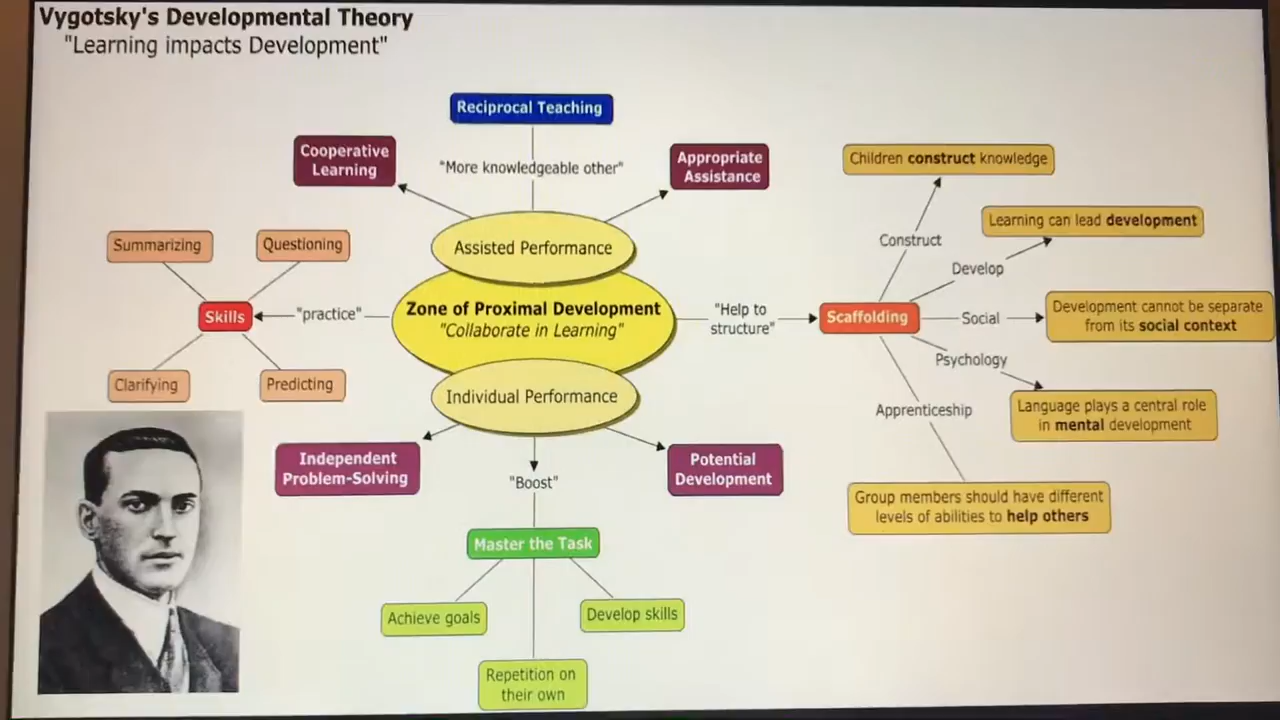 Vygotsky's Developmental Theory
"Learning impacts Development"
Reciprocal Teaching
"More knowledgeable other"
Cooperative
Learning
Appropriate
Assistance
Assisted Performance
Zone of Proximal Development
"Collaborate in Learning"
Individual Performance
"practice"
Skills
Summarizing
Questioning
Clarifying
Predicting
Independent
Problem-Solving
"Boost"
Potential
Development
Master the Task
Achieve goals
Develop skills
Repetition on
their own
"Help to
structure"
Scaffolding
Construct
Children construct knowledge
Develop
Learning can lead development
Social
Development cannot be separate
from its social context
Psychology
Language plays a central role
in mental development
Apprenticeship
Group members should have different
levels of abilities to help others